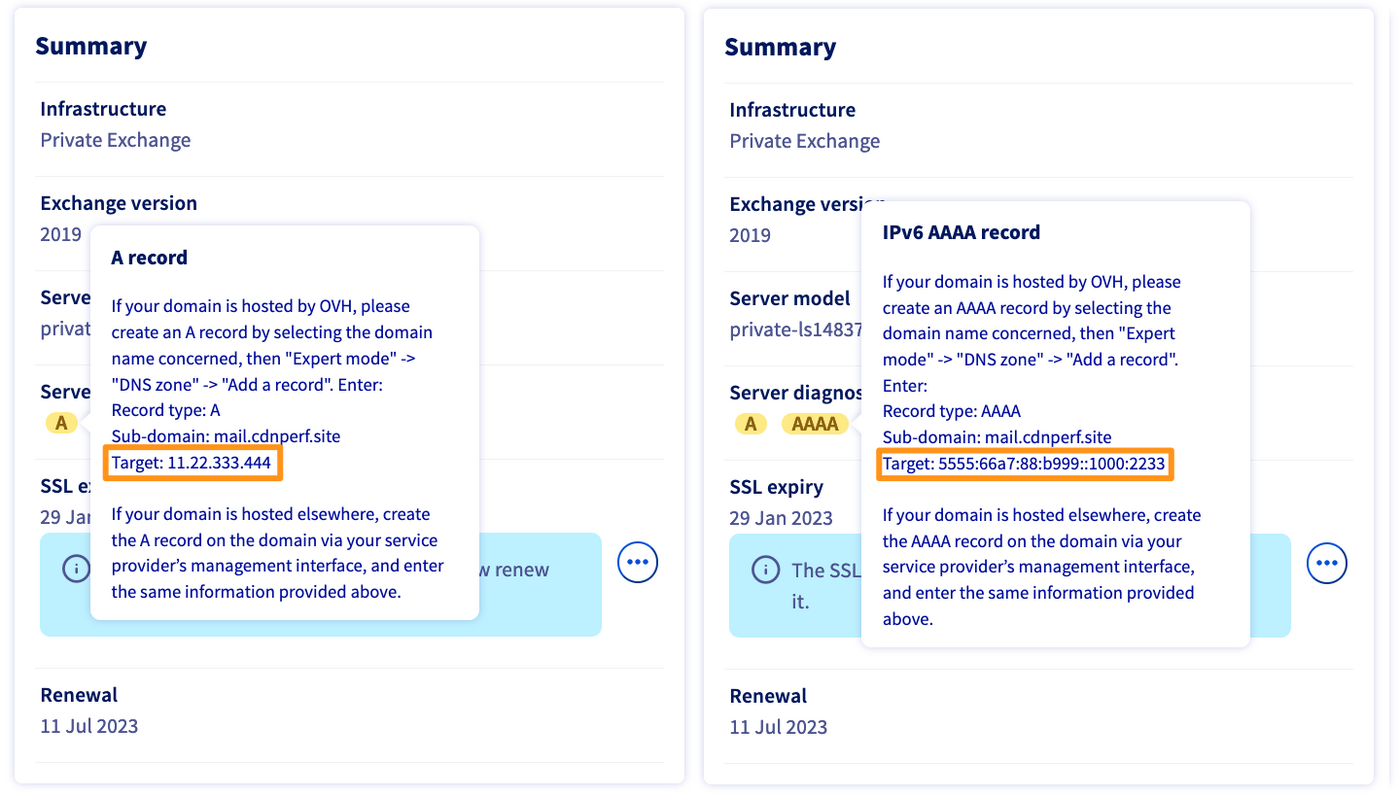 Summary
Infrastructure
Private Exchange
Exchange version
2019
A record
If your domain is hosted by OVH, please
create an A record by selecting the domain
name concerned, then "Expert mode" ->
"DNS zone" -> "Add a record". Enter:
Record type: A
Sub-domain: mail.cdnperf.site
Target: 11.22.333.444
If your domain is hosted elsewhere, create
the A record on the domain via your service
provider’s management interface, and enter
the same information provided above.
A
SSL
29
renew
Renewal
11 Jul 2023
Summary
Infrastructure
Private Exchange
Exchange
2019
Server model
private-ls14837
Server
A AAAA
IPv6 AAAA record
If your domain is hosted by OVH, please
create an AAAA record by selecting the
domain name concerned, then "Expert
mode" -> "DNS zone" -> "Add a record".
Enter:
Record type: AAAA
Sub-domain: mail.cdnperf.site
Target: 5555:66a7:88:b999::1000:2233
If your domain is hosted elsewhere, create
the AAAA record on the domain via your
service provider’s management interface,
and enter the same information provided
above.
SSL expiry
29 Jan 2023
The SSL
it.
Renewal
11 Jul 2023